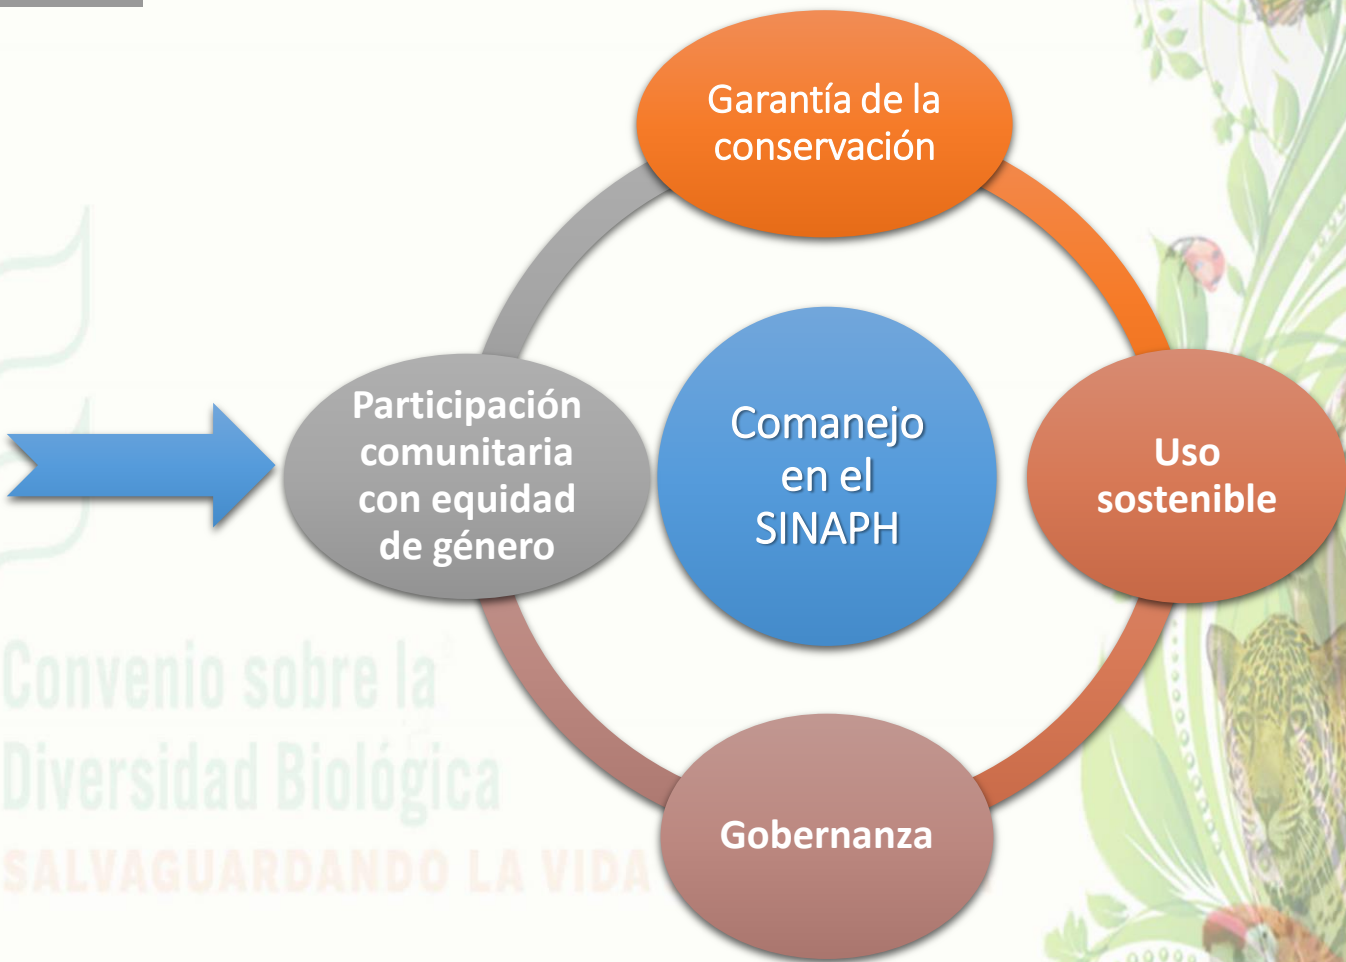 Garantía de la
conservación
Participación
comunitaria
con equidad
de género
Comanejo
en el
SINAPH
Uso
sostenible
Gobernanza
Convenio sobre la
Diversidad Biológica
SALVAGUARDANDO LA VIDA